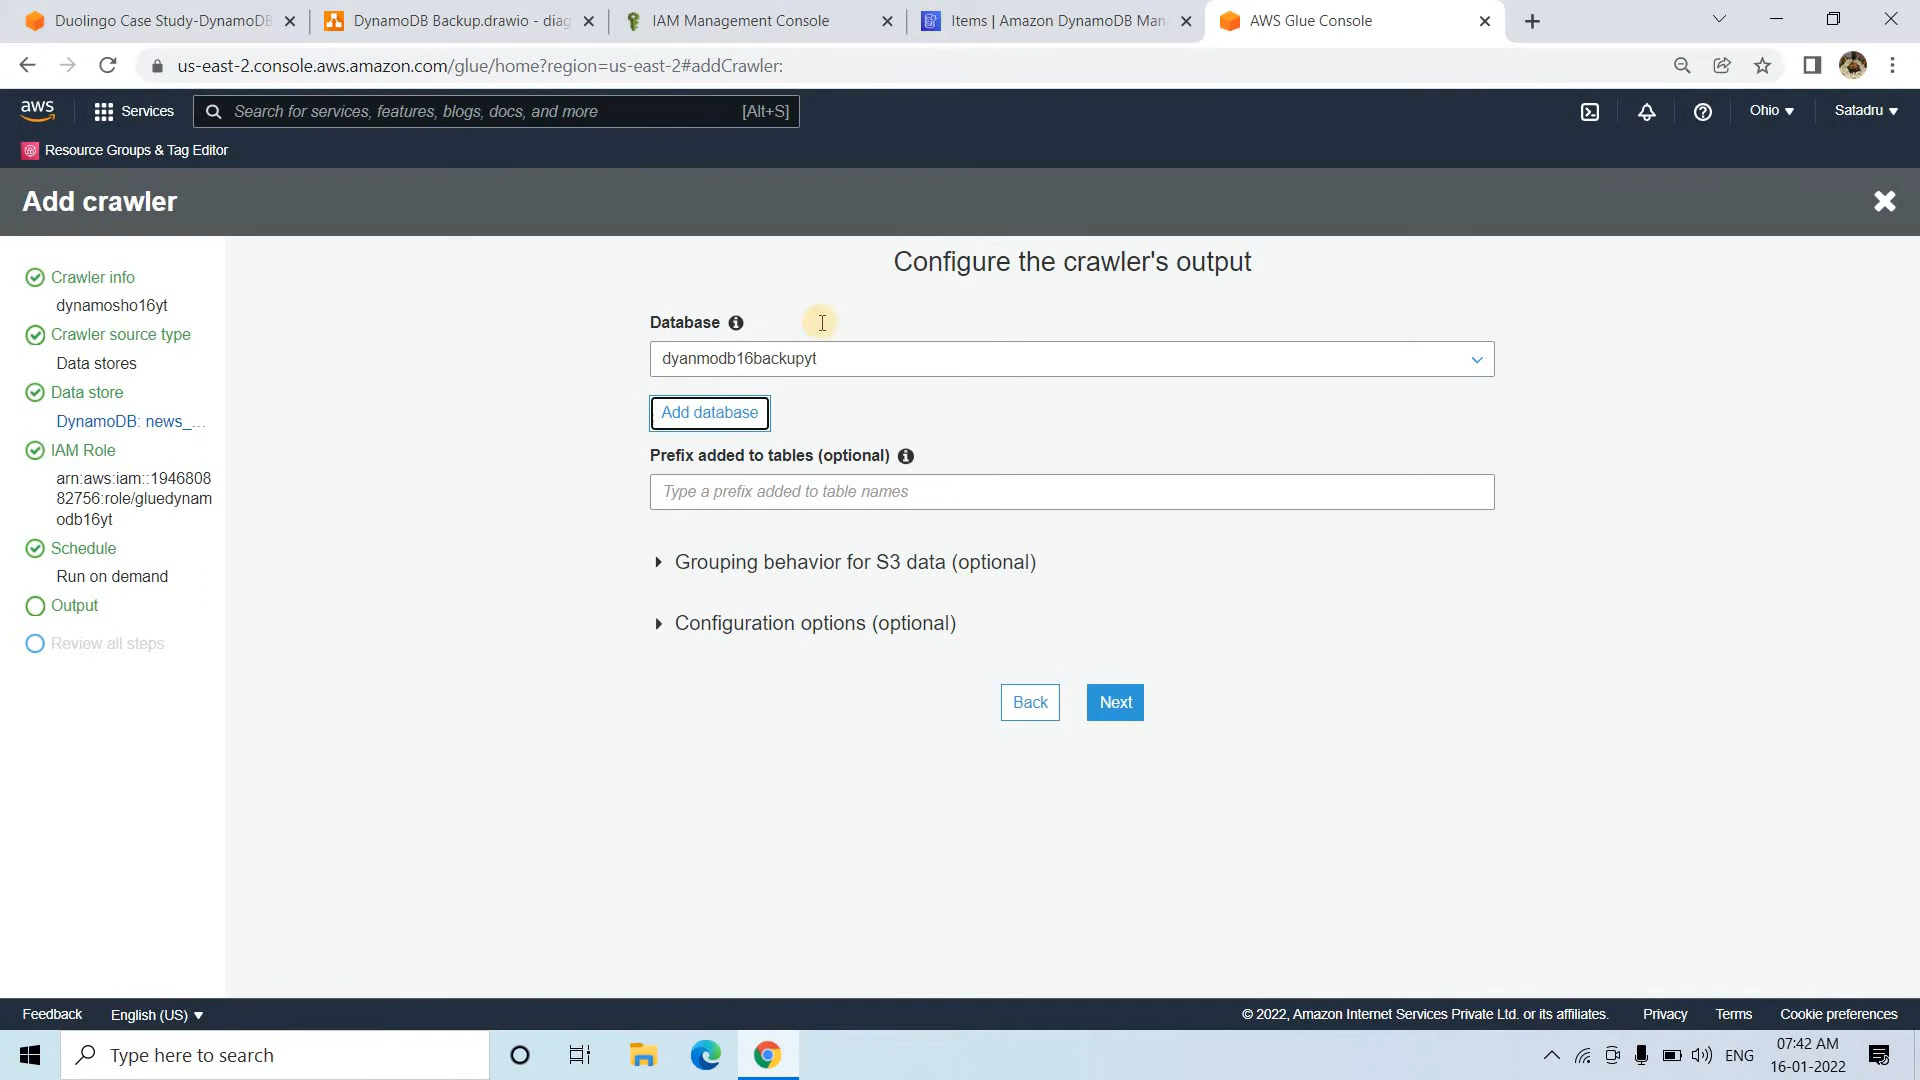 Duolingo Case Study-DynamoDB
DynamoDB Backup.drawio - diag
IAM Management Console
Items | Amazon DynamoDB Man
AWS Glue Console
us-east-2.console.aws.amazon.com/glue/home?region=us-east-2#addCrawler:
aws
Services
Search for services, features, blogs, docs, and more
[Alt+S]
Ohio
Satadru
Resource Groups & Tag Editor
Add crawler
Crawler info
dynamosho16yt
Crawler source type
Data stores
Data store
DynamoDB: news_...
IAM Role
arn:aws:iam::1946808
82756:role/gluedynam
odb16yt
Schedule
Run on demand
Output
Review all steps
Configure the crawler's output
Database
dyanmodb16backupyt
Add database
Prefix added to tables (optional)
Type a prefix added to table names
Grouping behavior for S3 data (optional)
Configuration options (optional)
Back
Next
Feedback
English (US)
© 2022, Amazon Internet Services Private Ltd. or its affiliates.
Privacy
Terms
Cookie preferences
Type here to search
ENG
07:42 AM
16-01-2022